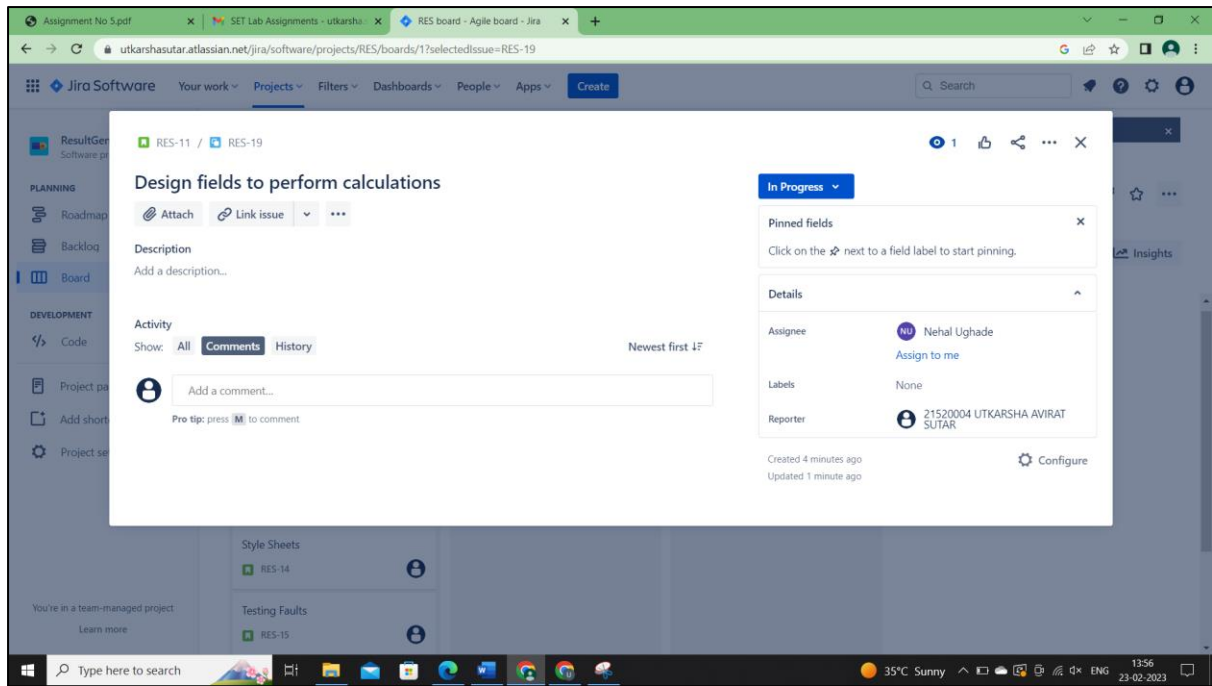 Assignment No 5.pdf
SET Lab Assignments - utkarsha
RES board - Agile board - Jira
utkarshasutar.atlassian.net/jira/software/projects/RES/boards/1?selectedIssue=RES-19
Jira Software Your work Projects Filters Dashboards People Apps Create Search
ResultGen
Software pr
RES-11 / RES-19
1
Design fields to perform calculations
In Progress
PLANNING
Roadmap
Attach Link issue
Pinned fields
Click on the next to a field label to start pinning.
Backlog
Description
Insights
Board
Add a description...
Details
DEVELOPMENT
Activity
Assignee NU Nehal Ughade
Code
Show: All Comments History Newest first
Assign to me
Project pa
Add a comment...
Labels None
Add short
Pro tip: press M to comment
Reporter 21520004 UTKARSHA AVIRAT
SUTAR
Project se
Created 4 minutes ago
Configure
Updated 1 minute ago
Style Sheets
RES-14
You're in a team-managed project
Learn more
Testing Faults
RES-15
Type here to search
35°C Sunny
ENG
13:56
23-02-2023